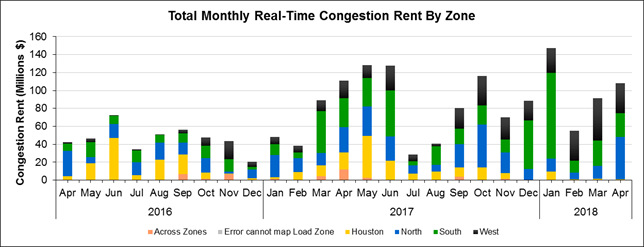 Total Monthly Real-Time Congestion Rent By Zone
Congestion Rent (Millions $)
160
140
120
100
80
60
40
20
0
Apr May Jun Jul Aug Sep Oct Nov Dec Jan Feb Mar Apr May Jun Jul Aug Sep Oct Nov Dec Jan Feb Mar Apr
2016 2017 2018
Across Zones Error cannot map Load Zone Houston North South West